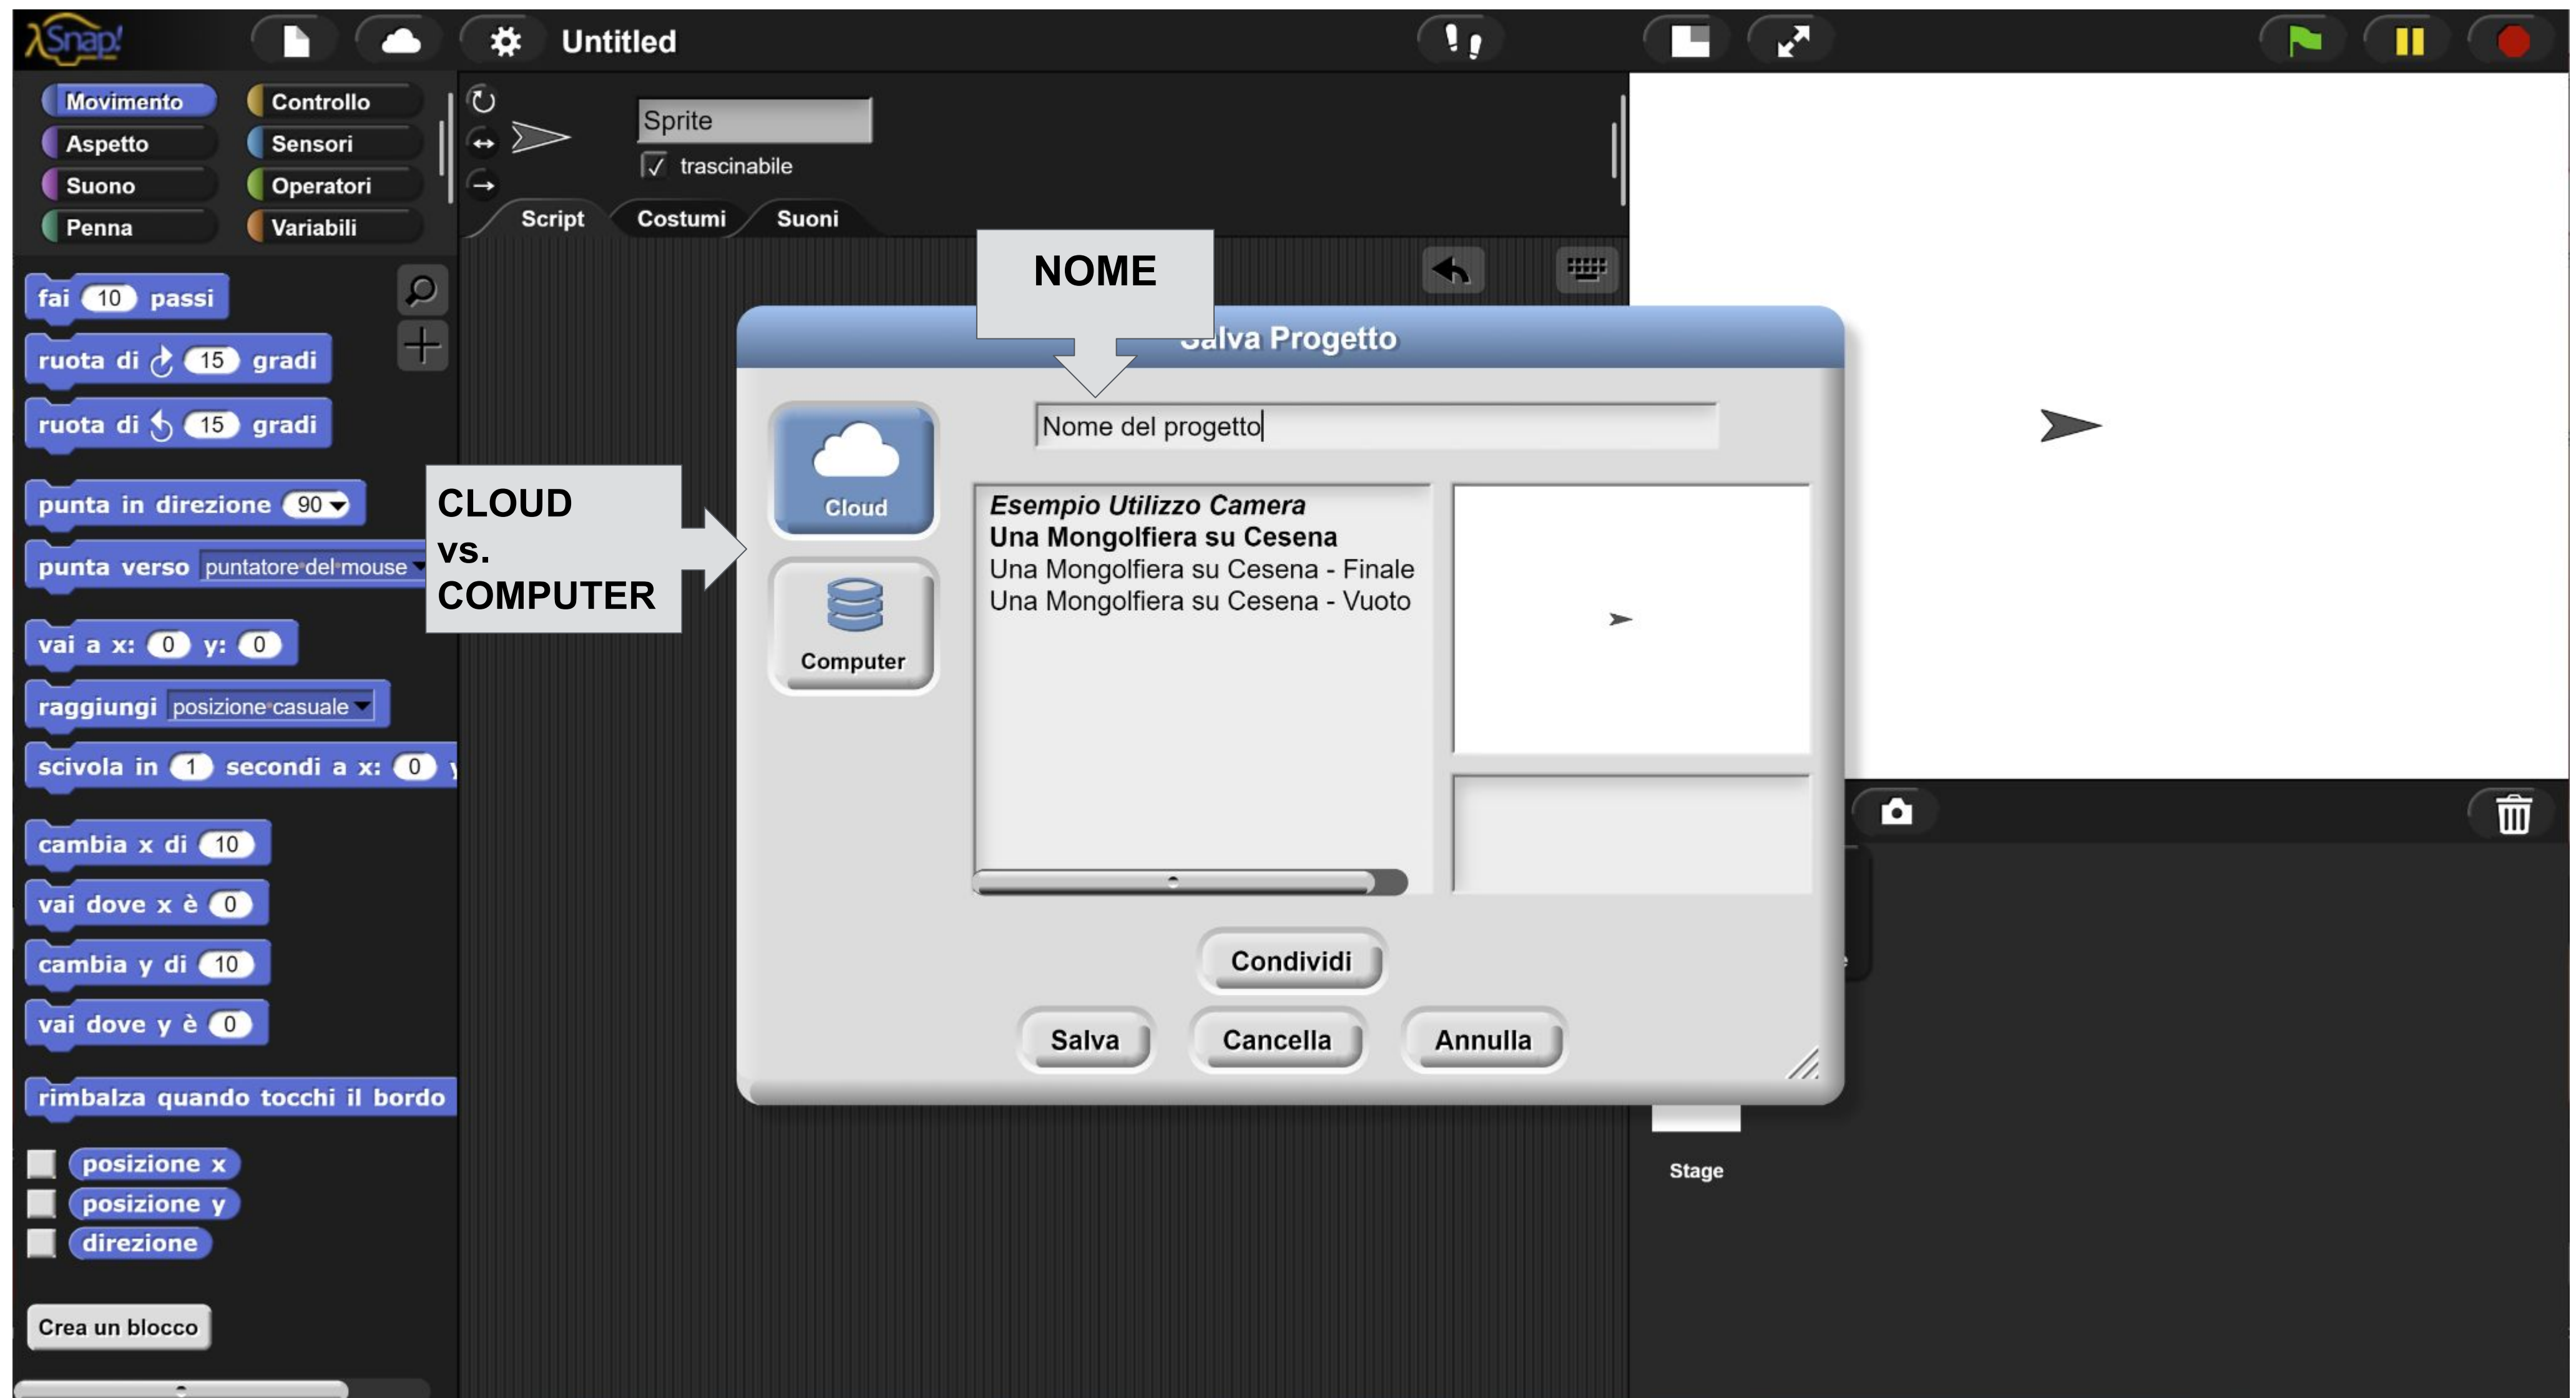 λSnap!
Untitled
Movimento
Controllo
Aspetto
Sensori
Suono
Operatori
Penna
Variabili
Sprite
trascinabile
Script
Costumi
Suoni
fai 10 passi
ruota di 15 gradi
ruota di 15 gradi
punta in direzione 90
punta verso puntatore del mouse
vai a x: 0 y: 0
raggiungi posizione casuale
scivola in 1 secondi a x: 0 y
cambia x di 10
vai dove x è 0
cambia y di 10
vai dove y è 0
rimbalza quando tocchi il bordo
posizione x
posizione y
direzione
Crea un blocco
NOME
CLOUD
vs.
COMPUTER
Salva Progetto
Nome del progetto
Cloud
Computer
Esempio Utilizzo Camera
Una Mongolfiera su Cesena
Una Mongolfiera su Cesena - Finale
Una Mongolfiera su Cesena - Vuoto
Condividi
Salva
Cancella
Annulla
Stage